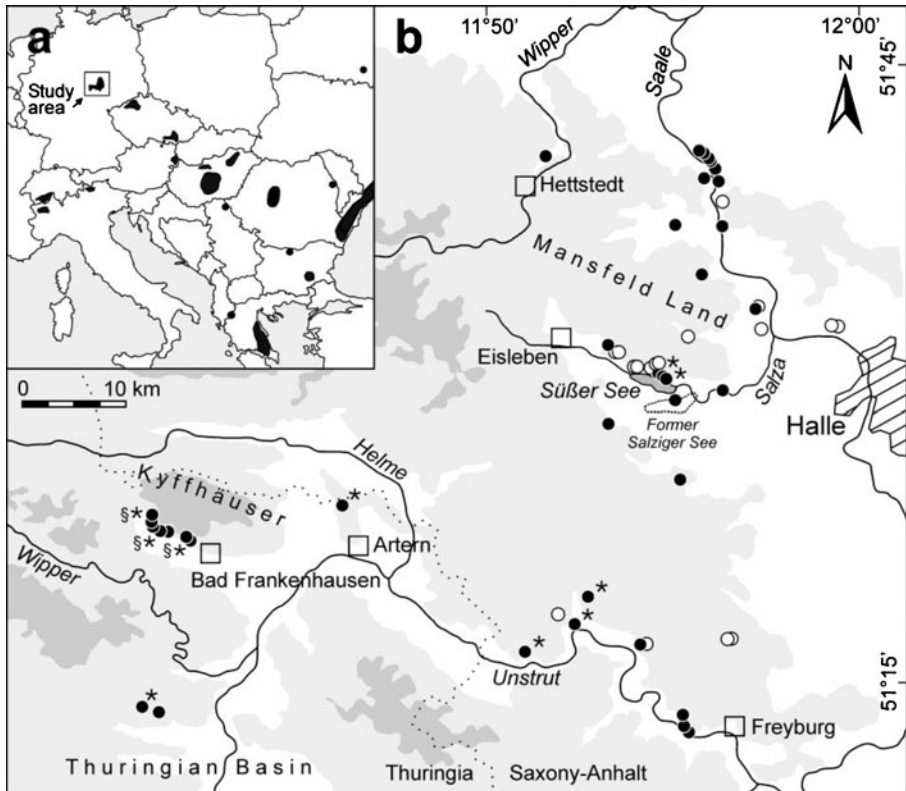 a
Study
area
b
11°50'
12°00'
51°45'
N
Wipper
Saale
Hettstedt
Mansfeld Land
Eisleben
*
*
Süßer See
Salza
Former
Salziger See
Halle
0 10 km
Helme
Kyffhäuser
*
§*
§* §*
Artern
Bad Frankenhausen
Wipper
*
*
*
Unstrut
51°15'
*
Freyburg
Thuringian Basin
Thuringia
Saxony-Anhalt